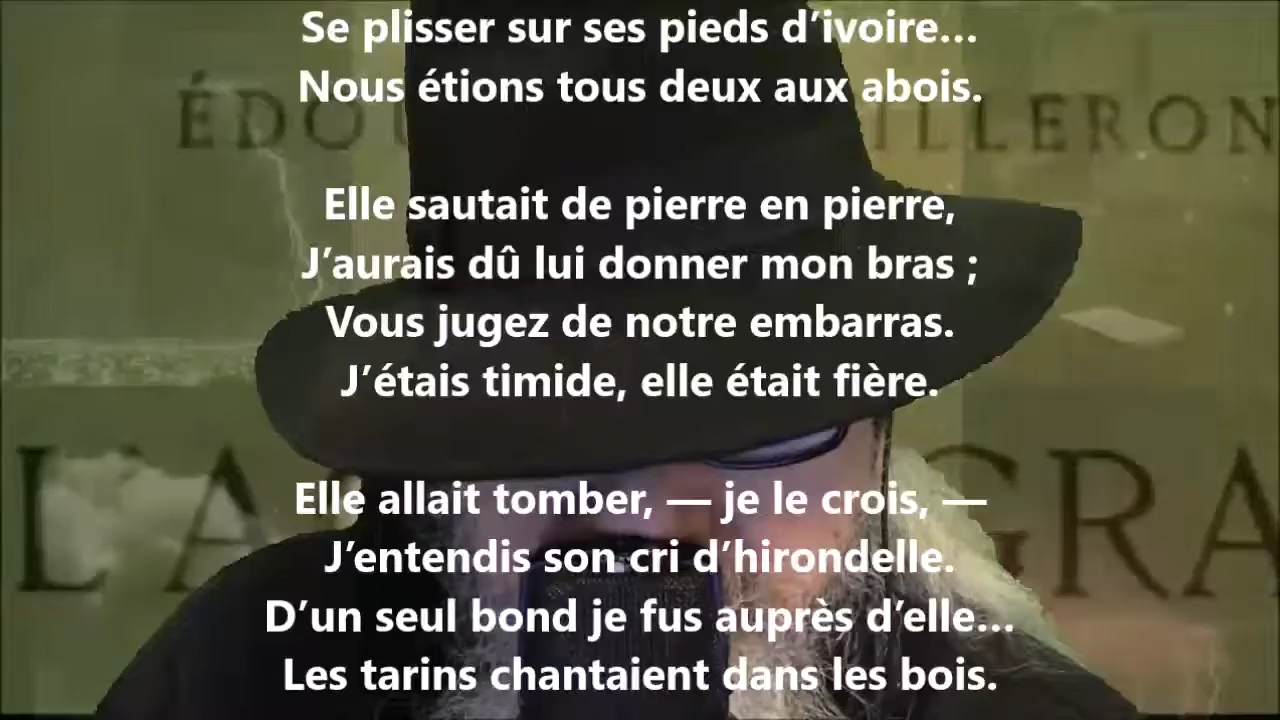 Se plisser sur ses pieds d’ivoire...
Nous étions tous deux aux abois.
ÉDOU ILLERON
Elle sautait de pierre en pierre,
J’aurais dû lui donner mon bras ;
Vous jugez de notre embarras.
J’étais timide, elle était fière.
L'A GRA
Elle allait tomber, — je le crois, —
J’entendis son cri d’hirondelle.
D’un seul bond je fus auprès d’elle...
Les tarins chantaient dans les bois.